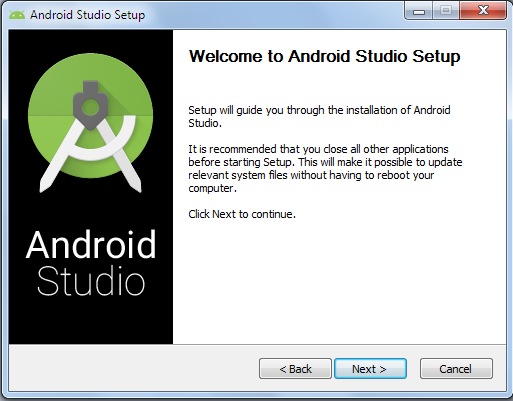 Android Studio Setup
Welcome to Android Studio Setup
Setup will guide you through the installation of Android
Studio.
It is recommended that you close all other applications
before starting Setup. This will make it possible to update
relevant system files without having to reboot your
computer.
Click Next to continue.
Android
Studio
< Back
Next >
Cancel